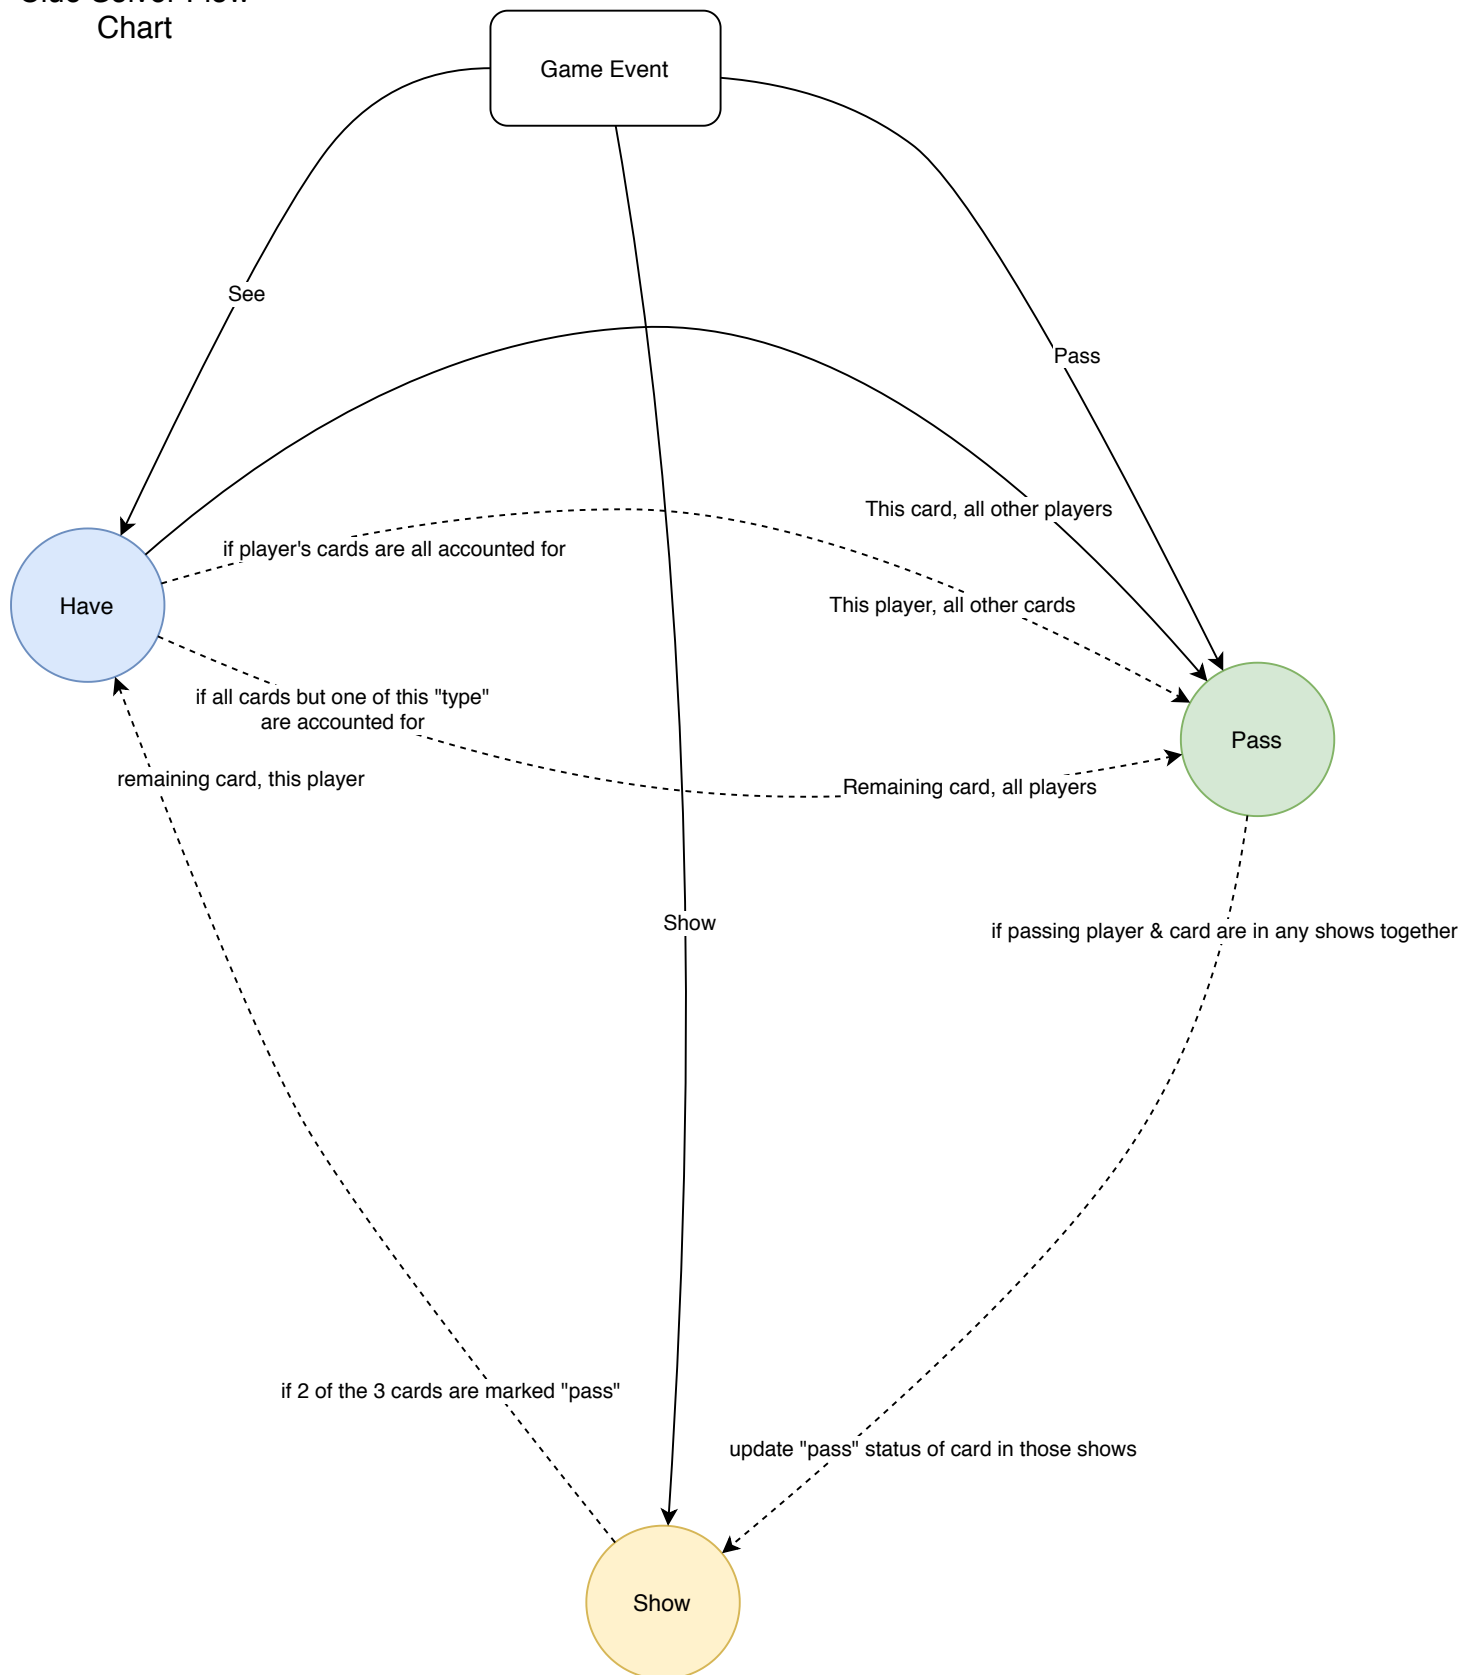 Chart
Game Event
See
Pass
This card, all other players
if player's cards are all accounted for
Have
This player, all other cards
if all cards but one of this "type"
are accounted for
Pass
remaining card, this player
Remaining card, all players
Show
if passing player & card are in any shows together
if 2 of the 3 cards are marked "pass"
update "pass" status of card in those shows
Show